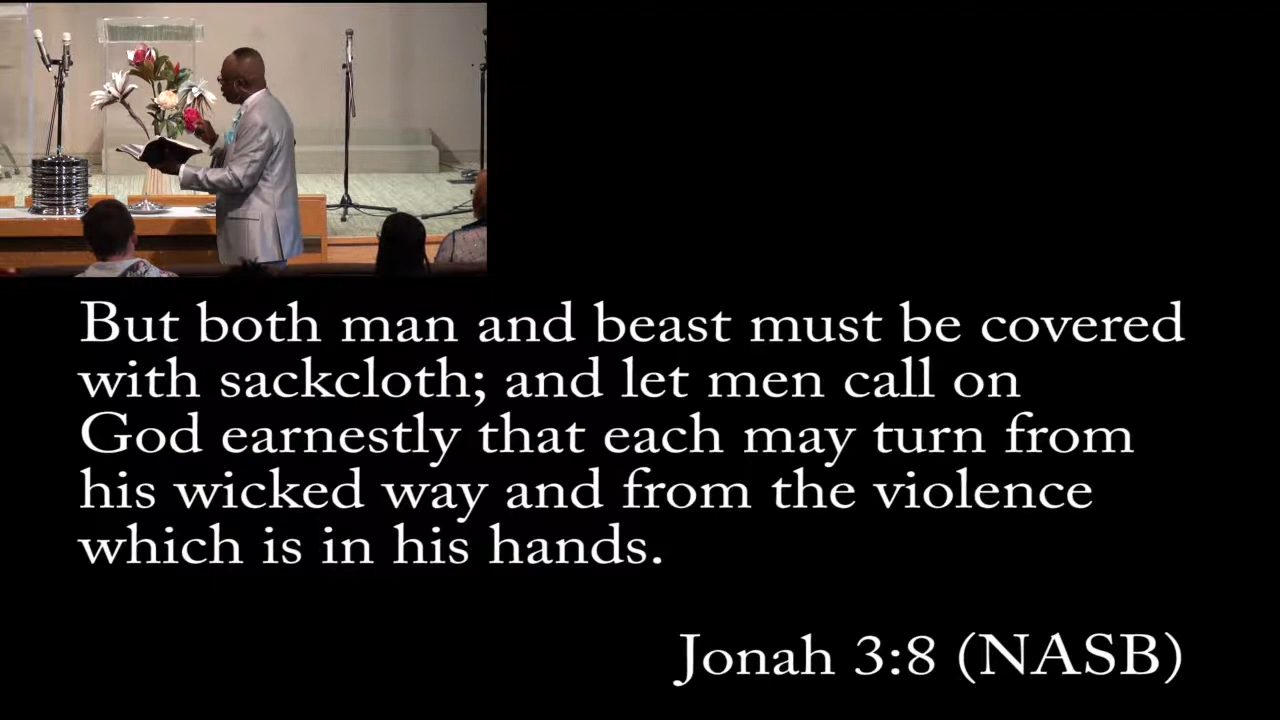 But both man and beast must be covered
with sackcloth; and let men call on
God earnestly that each may turn from
his wicked way and from the violence
which is in his hands.
Jonah 3:8 (NASB)